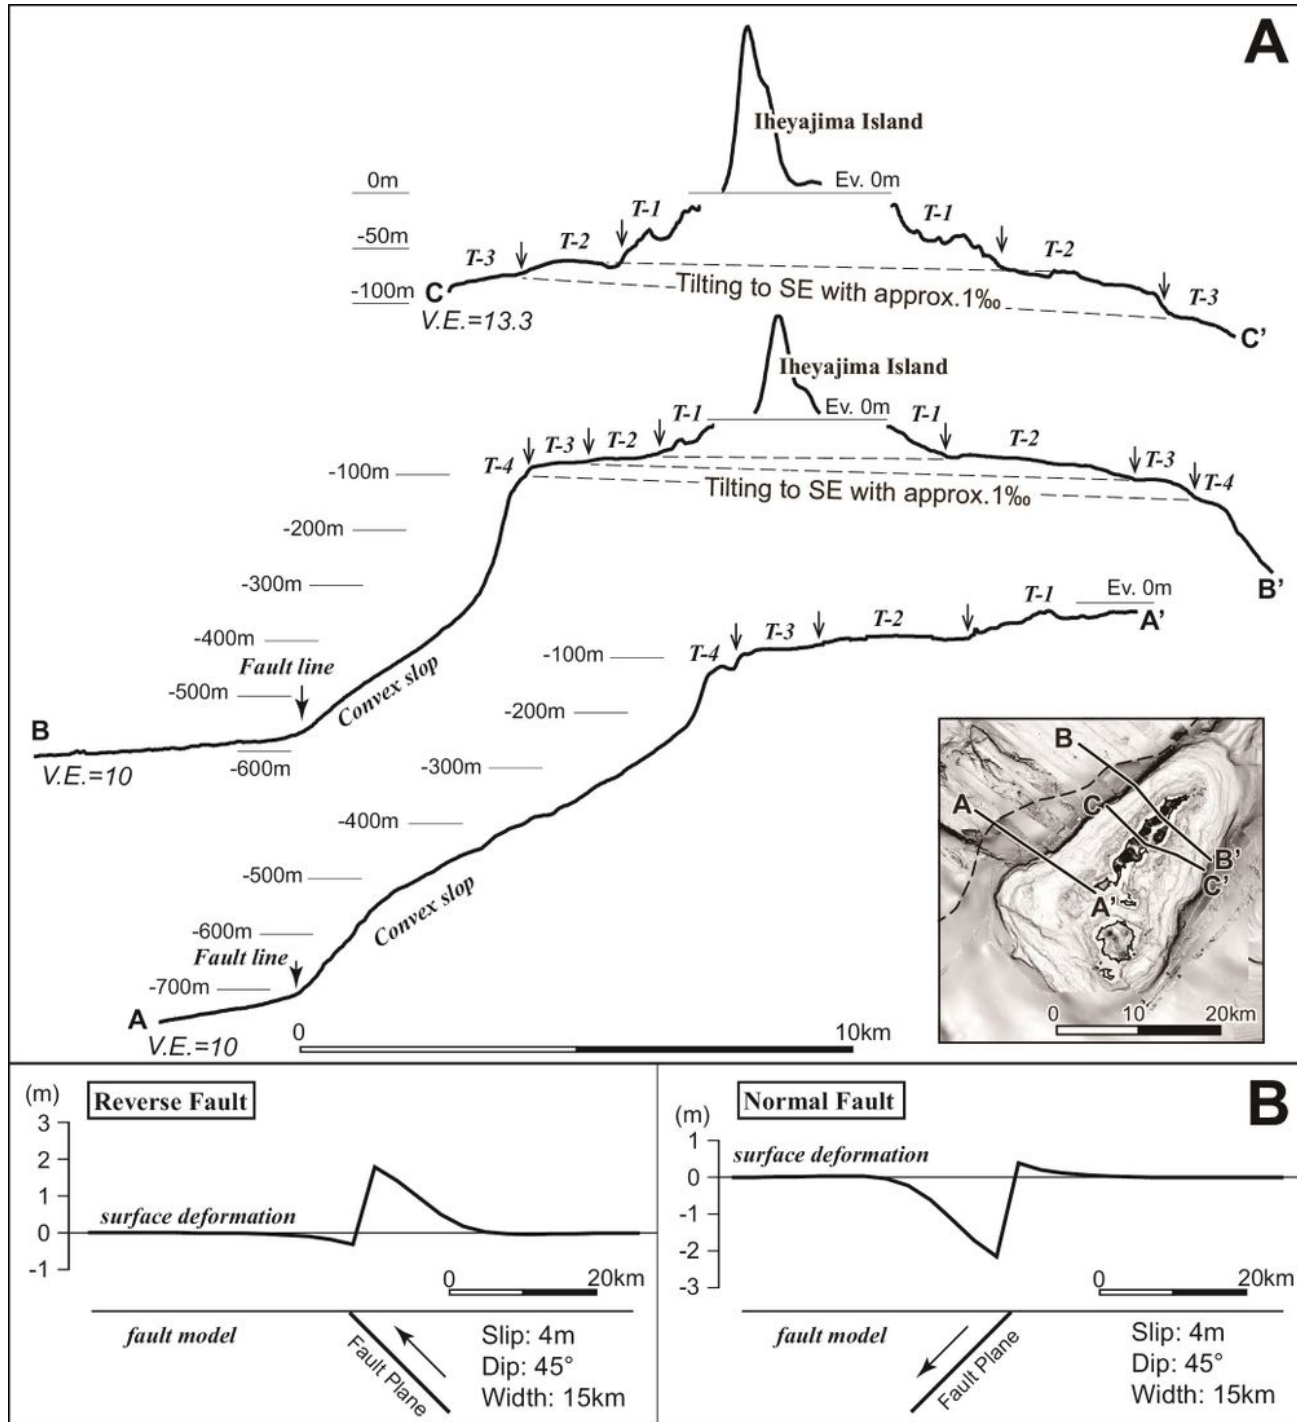 A
Iheyajima Island
0m
Ev. 0m
T-1
T-1
-50m
T-2
T-2
T-3
T-3
-100m
C
Tilting to SE with approx.1‰
V.E.=13.3
C'
Iheyajima Island
Ev. 0m
T-1
T-1
T-3
T-2
T-2
-100m
T-4
T-3
T-4
Tilting to SE with approx.1‰
-200m
-300m
B'
Ev. 0m
T-1
A'
-400m
T-2
T-3
-100m
T-4
Fault line
Convex slop
-500m
-200m
B
-600m
V.E.=10
-300m
-400m
-500m
Convex slop
-600m
Fault line
-700m
A
V.E.=10
0
10km
B
A
C
B'
C'
A'
0
10
20km
B
(m)
Reverse Fault
3
2
1
0
-1
surface deformation
0
20km
fault model
Fault Plane
Slip: 4m
Dip: 45°
Width: 15km
(m)
Normal Fault
1
0
-1
-2
-3
surface deformation
0
20km
fault model
Fault Plane
Slip: 4m
Dip: 45°
Width: 15km